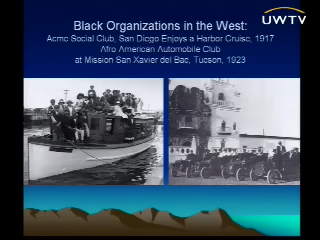 UWTV
Black Organizations in the West:
Acme Social Club, San Diego Enjoys a Harbor Cruise, 1917
Afro American Automobile Club
at Mission San Xavier del Bac, Tucson, 1923